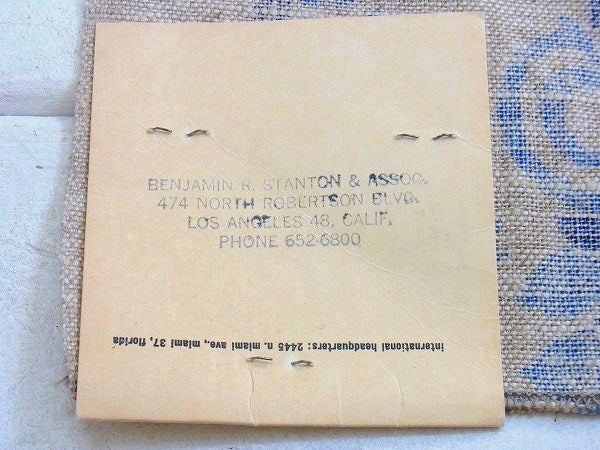 BENJAMIN R. STANTON & ASSOC.
474 NORTH ROBERTSON BLVD.
LOS ANGELES 48, CALIF.
PHONE 652-6800
international headquarters: 2445 n. miami ave., miami 37, florida